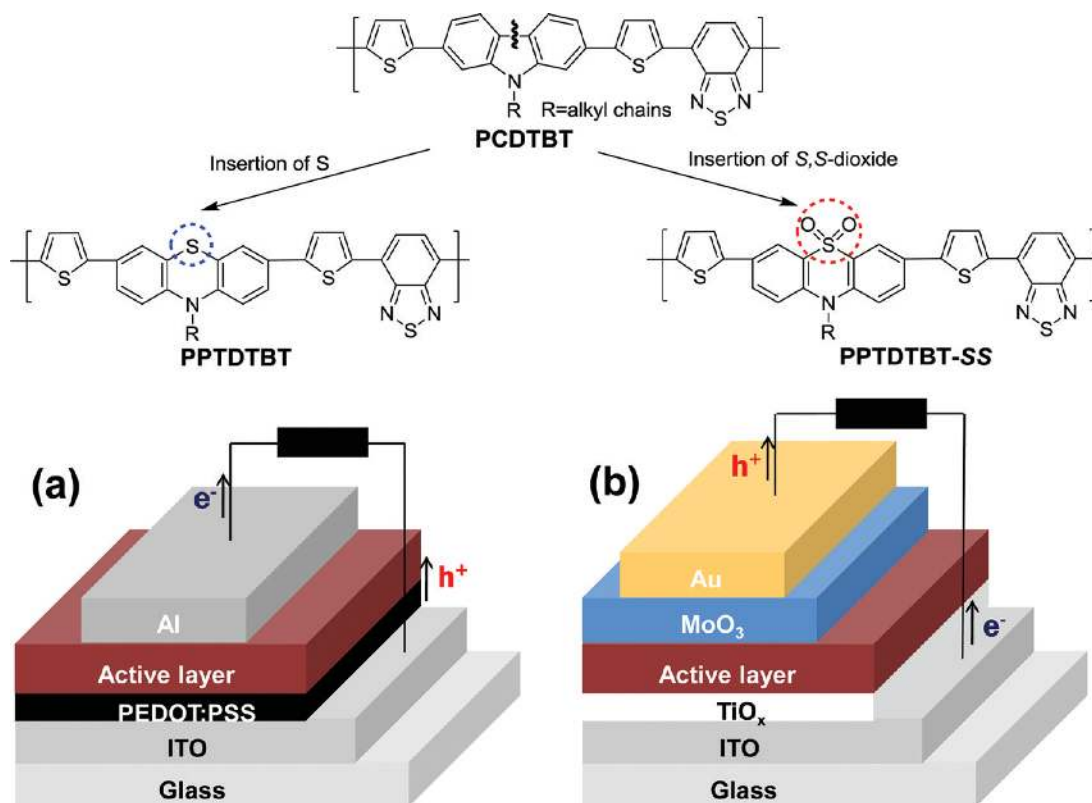 S
N
R
R=alkyl chains
S
N
S
N
PCDTBT
Insertion of S
Insertion of S,S-dioxide
S
S
N
R
S
N
S
N
PPTDTBT
O
O
S
S
N
R
S
N
S
N
PPTDTBT-SS
(a)
e-
h+
Al
Active layer
PEDOT:PSS
ITO
Glass
(b)
h+
e-
Au
MoO3
Active layer
TiOx
ITO
Glass